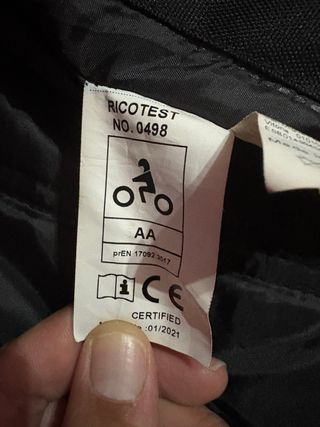 RICOTEST
NO. 0498
AA
prEN 17092:2017
i CE
CERTIFIED
:01/2021